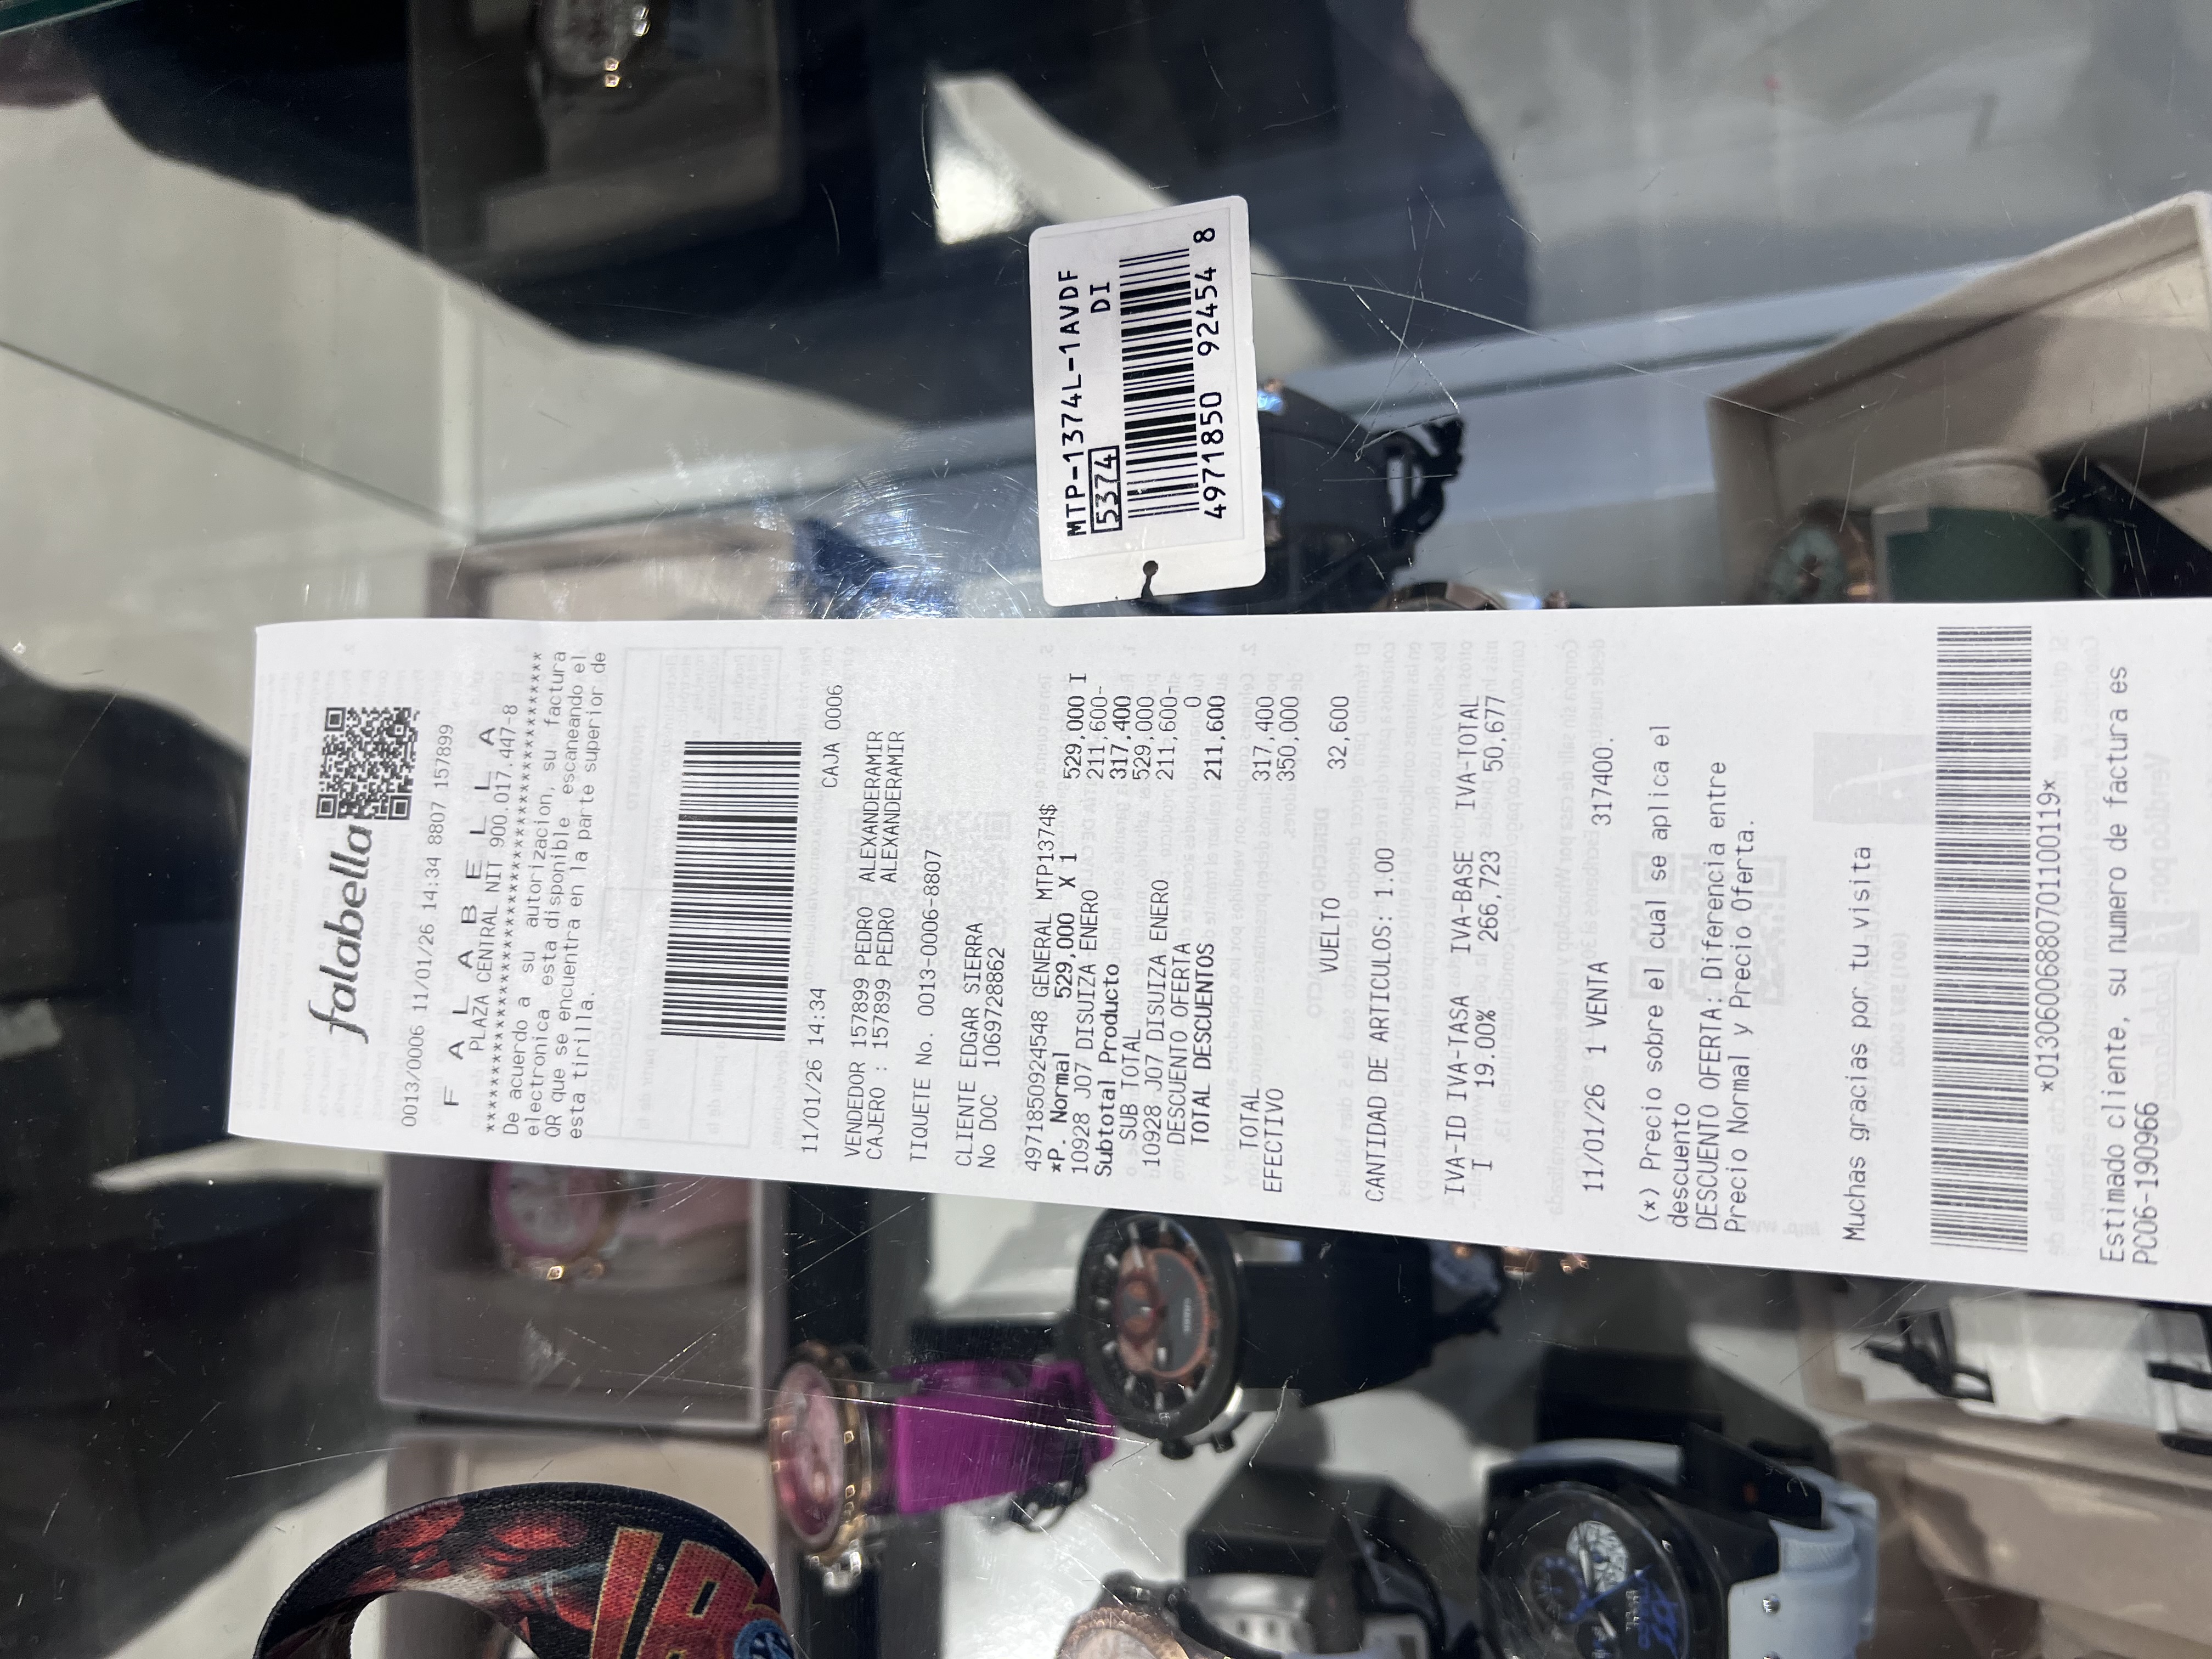 falabella
0013/0006 11/01/26 14:34 8807 157899
F A L A B E L L A
PLAZA CENTRAL NIT 900.017.447-8
******************************************
De acuerdo a su autorizacion, su factura
electronica esta disponible escaneando el
QR que se encuentra en la parte superior de
esta tirilla.
11/01/26 14:34 CAJA 0006
VENDEDOR 157899 PEDRO ALEXANDERAMIR
CAJERO : 157899 PEDRO ALEXANDERAMIR
TIQUETE No. 0013-0006-8807
CLIENTE EDGAR SIERRA
No DOC 1069728862
4971850924548 GENERAL MTP1374$
*P. Normal 529,000 X 1 529,000 I
10928 J07 DISUIZA ENERO 211,600-
Subtotal Producto 317,400
SUB TOTAL 529,000
10928 J07 DISUIZA ENERO 211,600-
DESCUENTO OFERTA 0
TOTAL DESCUENTOS 211,600
TOTAL 317,400
EFECTIVO 350,000
VUELTO 32,600
CANTIDAD DE ARTICULOS: 1.00
IVA-ID IVA-TASA IVA-BASE IVA-TOTAL
I 19.00% 266,723 50,677
11/01/26 1 VENTA 317400.
(*) Precio sobre el cual se aplica el
descuento
DESCUENTO OFERTA: Diferencia entre
Precio Normal y Precio Oferta.
Muchas gracias por tu visita
*01306006880701100119*
Estimado cliente, su numero de factura es
PC06-190966
MTP-1374L-1AVDF
5374 DI
4971850 92454 8